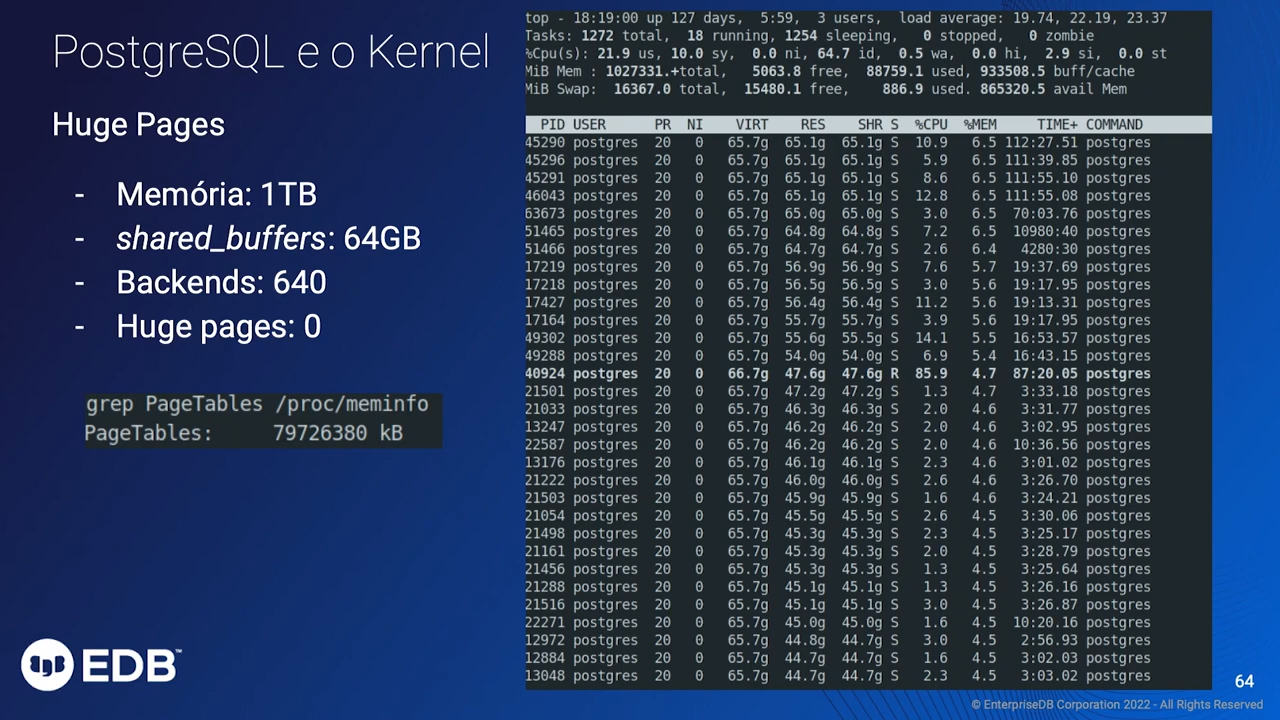 PostgreSQL e o Kernel
Huge Pages
- Memória: 1TB
- shared_buffers: 64GB
- Backends: 640
- Huge pages: 0
grep PageTables /proc/meminfo
PageTables: 79726380 kB
top - 18:19:00 up 127 days, 5:59, 3 users, load average: 19.74, 22.19, 23.37
Tasks: 1272 total, 18 running, 1254 sleeping, 0 stopped, 0 zombie
%Cpu(s): 21.9 us, 10.0 sy, 0.0 ni, 64.7 id, 0.5 wa, 0.0 hi, 2.9 si, 0.0 st
MiB Mem : 1027331.+total, 5063.8 free, 88759.1 used, 933508.5 buff/cache
MiB Swap: 16367.0 total, 15480.1 free, 886.9 used. 865320.5 avail Mem
PID USER PR NI VIRT RES SHR S %CPU %MEM TIME+ COMMAND
45290 postgres 20 0 65.7g 65.1g 65.1g S 10.9 6.5 112:27.51 postgres
45296 postgres 20 0 65.7g 65.1g 65.1g S 5.9 6.5 111:39.85 postgres
45291 postgres 20 0 65.7g 65.1g 65.1g S 8.6 6.5 111:55.10 postgres
46043 postgres 20 0 65.7g 65.1g 65.1g S 12.8 6.5 111:55.08 postgres
63673 postgres 20 0 65.7g 65.0g 65.0g S 3.0 6.5 70:03.76 postgres
51465 postgres 20 0 65.7g 64.8g 64.8g S 7.2 6.5 10980:40 postgres
51466 postgres 20 0 65.7g 64.7g 64.7g S 2.6 6.4 4280:30 postgres
17219 postgres 20 0 65.7g 56.9g 56.9g S 7.6 5.7 19:37.69 postgres
17218 postgres 20 0 65.7g 56.5g 56.5g S 3.0 5.6 19:17.95 postgres
17427 postgres 20 0 65.7g 56.4g 56.4g S 11.2 5.6 19:13.31 postgres
17164 postgres 20 0 65.7g 55.7g 55.7g S 3.9 5.6 19:17.95 postgres
49302 postgres 20 0 65.7g 55.6g 55.5g S 14.1 5.5 16:53.57 postgres
49288 postgres 20 0 65.7g 54.0g 54.0g S 6.9 5.4 16:43.15 postgres
40924 postgres 20 0 66.7g 47.6g 47.6g R 85.9 4.7 87:20.05 postgres
21501 postgres 20 0 65.7g 47.2g 47.2g S 1.3 4.7 3:33.18 postgres
21033 postgres 20 0 65.7g 46.3g 46.3g S 2.0 4.6 3:31.77 postgres
13247 postgres 20 0 65.7g 46.2g 46.2g S 2.0 4.6 3:02.95 postgres
22587 postgres 20 0 65.7g 46.2g 46.2g S 2.0 4.6 10:36.56 postgres
13176 postgres 20 0 65.7g 46.1g 46.1g S 2.3 4.6 3:01.02 postgres
21222 postgres 20 0 65.7g 46.0g 46.0g S 2.6 4.6 3:26.70 postgres
21503 postgres 20 0 65.7g 45.9g 45.9g S 1.6 4.6 3:24.21 postgres
21054 postgres 20 0 65.7g 45.5g 45.5g S 2.6 4.5 3:30.06 postgres
21498 postgres 20 0 65.7g 45.3g 45.3g S 2.3 4.5 3:25.17 postgres
21161 postgres 20 0 65.7g 45.3g 45.3g S 2.0 4.5 3:28.79 postgres
21456 postgres 20 0 65.7g 45.3g 45.3g S 1.3 4.5 3:25.64 postgres
21288 postgres 20 0 65.7g 45.1g 45.1g S 1.3 4.5 3:26.16 postgres
21516 postgres 20 0 65.7g 45.1g 45.1g S 3.0 4.5 3:26.87 postgres
22271 postgres 20 0 65.7g 45.0g 45.0g S 1.6 4.5 10:20.16 postgres
12972 postgres 20 0 65.7g 44.8g 44.7g S 3.0 4.5 2:56.93 postgres
12884 postgres 20 0 65.7g 44.7g 44.7g S 1.6 4.5 3:02.03 postgres
13048 postgres 20 0 65.7g 44.7g 44.7g S 2.3 4.5 3:03.02 postgres
EDB™
64
© EnterpriseDB Corporation 2022 - All Rights Reserved